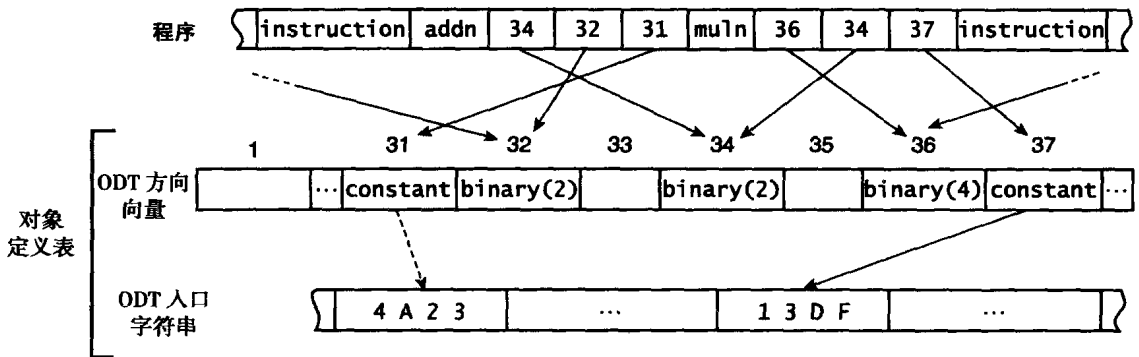 程序 instruction addn 34 32 31 muln 36 34 37 instruction
1 31 32 33 34 35 36 37
对象
定义表
ODT 方向
向量
… constant binary(2) binary(2) binary(4) constant …
ODT 入口
字符串
4 A 2 3 … 1 3 D F …